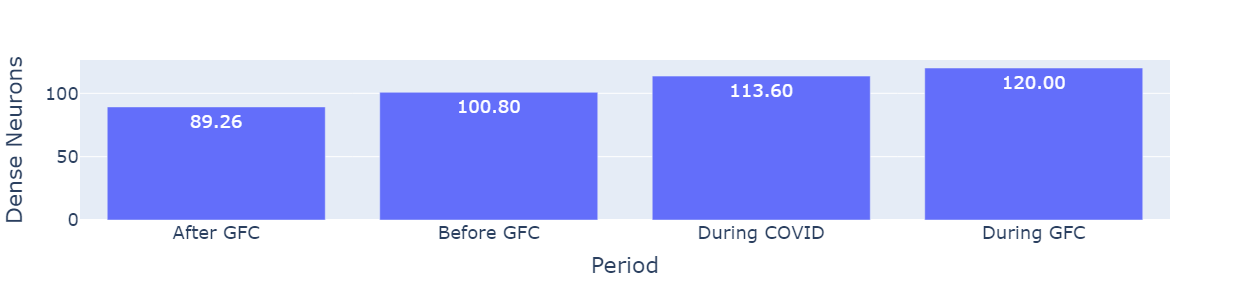 Dense Neurons
100
50
0
89.26
100.80
113.60
120.00
After GFC
Before GFC
During COVID
During GFC
Period